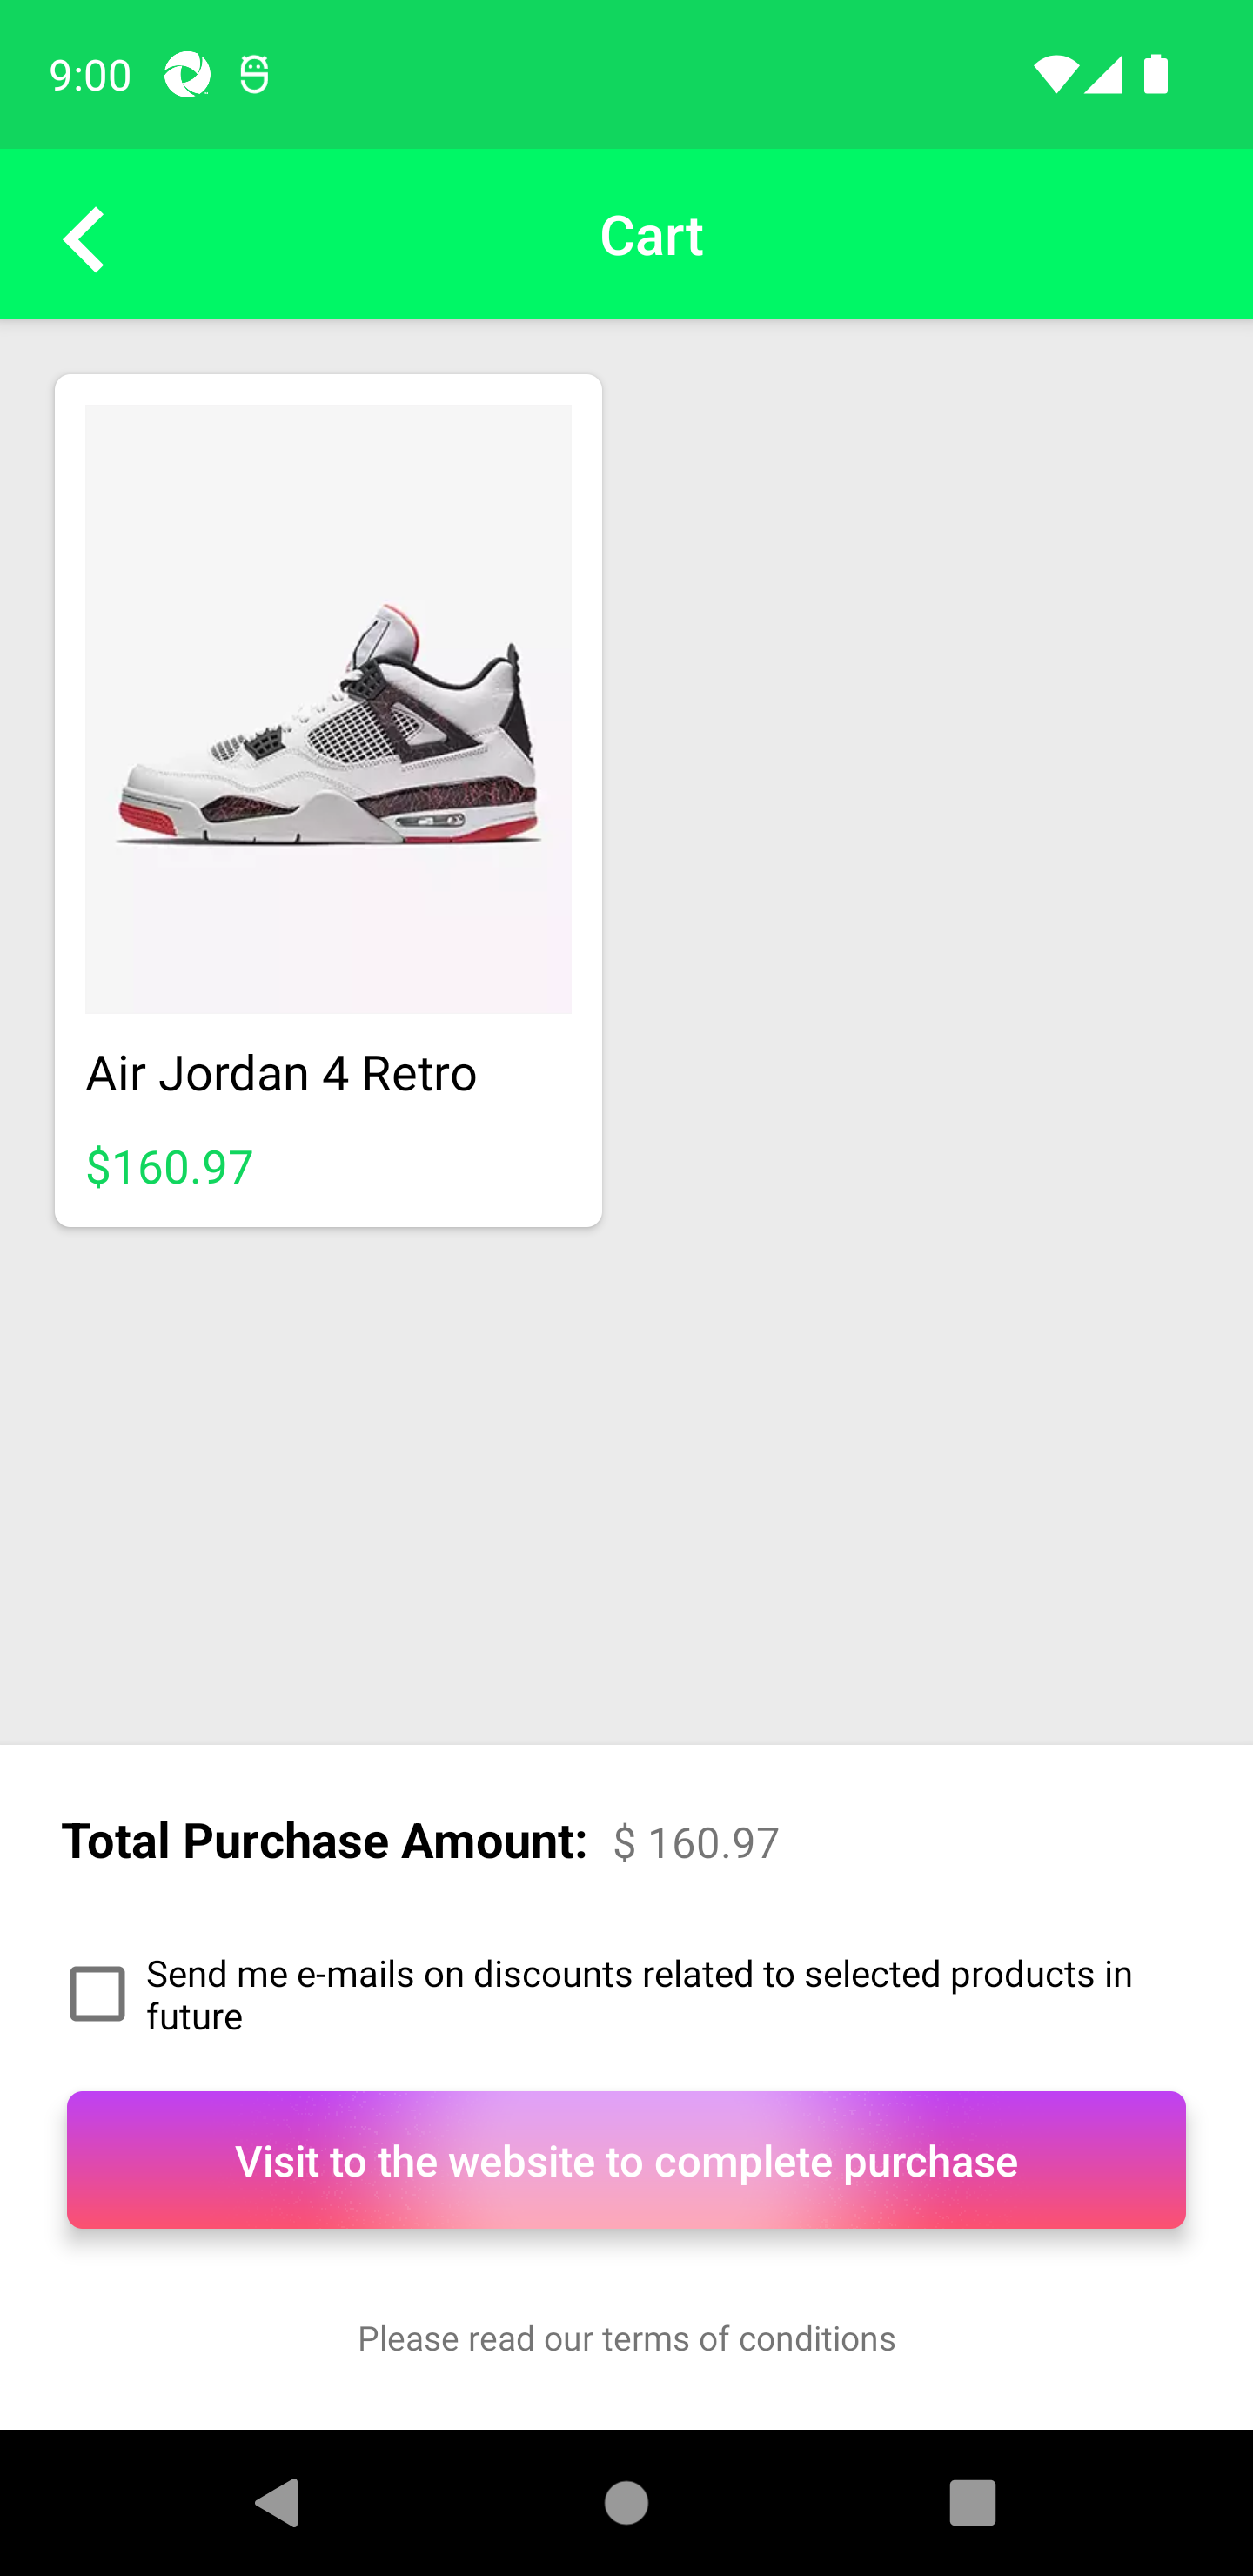 9:00
Cart
Air Jordan 4 Retro
$160.97
Total Purchase Amount: $ 160.97
Send me e-mails on discounts related to selected products in
future
Visit to the website to complete purchase
Please read our terms of conditions